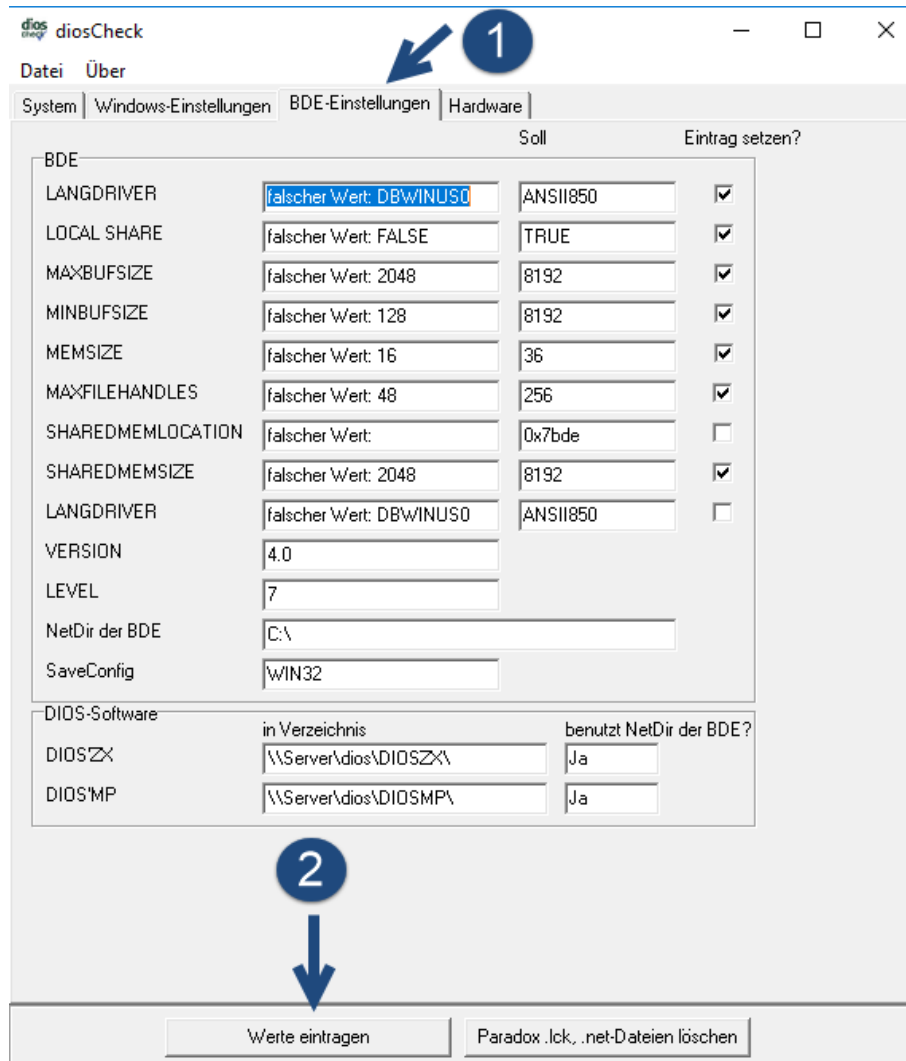 dios check diosCheck
1
Datei Über
System Windows-Einstellungen BDE-Einstellungen Hardware
Soll Eintrag setzen?
BDE
LANGDRIVER falscher Wert: DBWINUS0 ANSII850
LOCAL SHARE falscher Wert: FALSE TRUE
MAXBUFSIZE falscher Wert: 2048 8192
MINBUFSIZE falscher Wert: 128 8192
MEMSIZE falscher Wert: 16 36
MAXFILEHANDLES falscher Wert: 48 256
SHAREDMEMLOCATION falscher Wert: 0x7bde
SHAREDMEMSIZE falscher Wert: 2048 8192
LANGDRIVER falscher Wert: DBWINUS0 ANSII850
VERSION 4.0
LEVEL 7
NetDir der BDE C:\
SaveConfig WIN32
DIOS-Software
in Verzeichnis benutzt NetDir der BDE?
DIOS'ZX \\Server\dios\DIOSZX\ Ja
DIOS'MP \\Server\dios\DIOSMP\ Ja
2
Werte eintragen Paradox .lck, .net-Dateien löschen